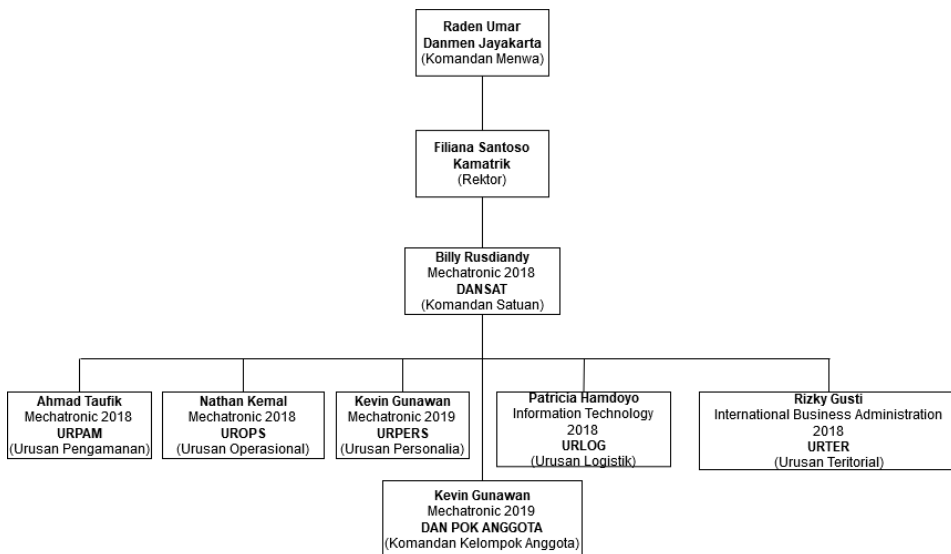 Raden Umar
Danmen Jayakarta
(Komandan Menwa)
Filiana Santoso
Kamatrik
(Rektor)
Billy Rusdiandy
Mechatronic 2018
DANSAT
(Komandan Satuan)
Ahmad Taufik
Mechatronic 2018
URPAM
(Urusan Pengamanan)
Nathan Kemal
Mechatronic 2018
UROPS
(Urusan Operasional)
Kevin Gunawan
Mechatronic 2019
URPERS
(Urusan Personalia)
Patricia Hamdoyo
Information Technology
2018
URLOG
(Urusan Logistik)
Rizky Gusti
International Business Administration
2018
URTER
(Urusan Teritorial)
Kevin Gunawan
Mechatronic 2019
DAN POK ANGGOTA
(Komandan Kelompok Anggota)